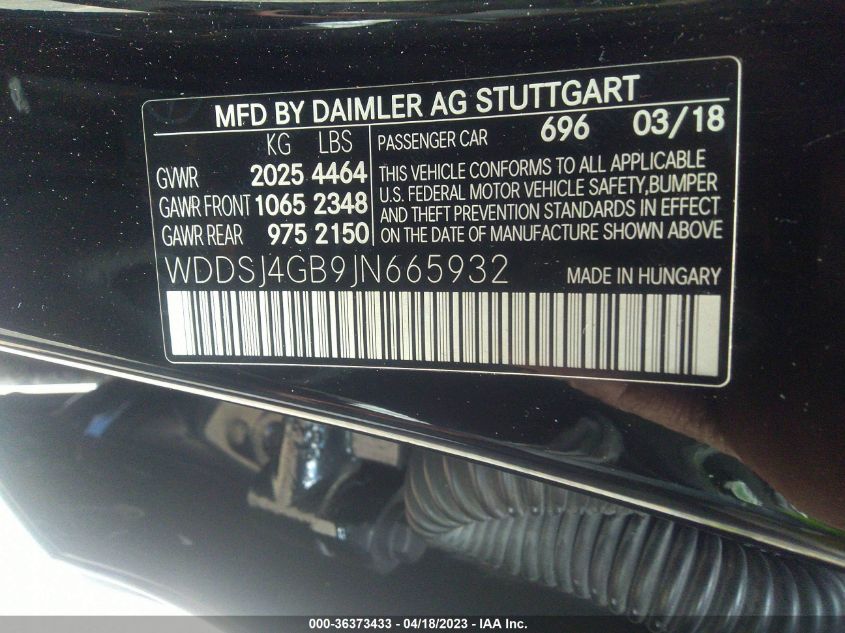 MFD BY DAIMLER AG STUTTGART
KG LBS
PASSENGER CAR 696 03/18
GVWR 2025 4464
GAWR FRONT 1065 2348
GAWR REAR 975 2150
THIS VEHICLE CONFORMS TO ALL APPLICABLE
U.S. FEDERAL MOTOR VEHICLE SAFETY,BUMPER
AND THEFT PREVENTION STANDARDS IN EFFECT
ON THE DATE OF MANUFACTURE SHOWN ABOVE
WDDSJ4GB9JN665932 MADE IN HUNGARY
000-36373433 - 04/18/2023 - IAA Inc.